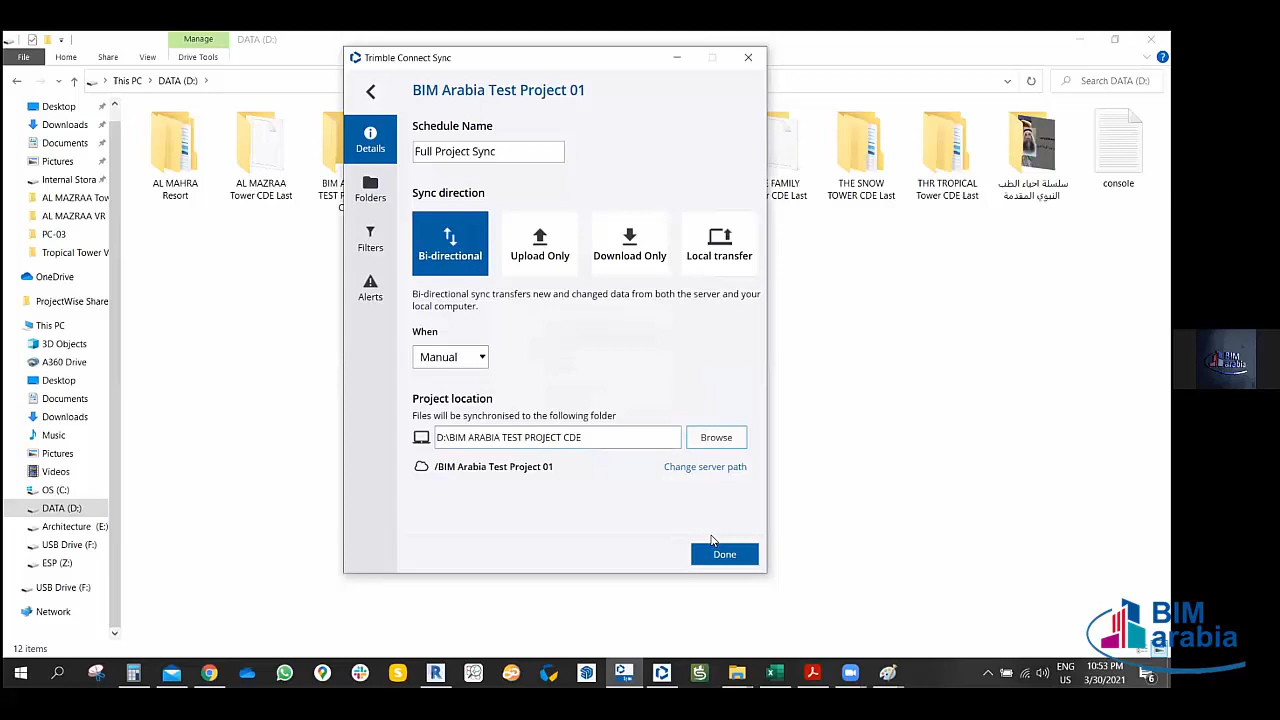 Manage
DATA (D:)
File
Home
Share
View
Drive Tools
This PC
DATA (D:)
Search DATA (D:)
Desktop
Downloads
Documents
Pictures
Internal Stora
AL MAZRAA Tow
AL MAZRAA VR
PC-03
Tropical Tower V
OneDrive
ProjectWise Share
This PC
3D Objects
A360 Drive
Desktop
Documents
Downloads
Music
Pictures
Videos
OS (C:)
DATA (D:)
Architecture (E:)
USB Drive (F:)
ESP (Z:)
USB Drive (F:)
Network
12 items
AL MAHRA
Resort
AL MAZRAA
Tower CDE Last
BIM A
TEST P
C
E FAMILY
CDE Last
THE SNOW
TOWER CDE Last
THR TROPICAL
Tower CDE Last
سلسلة احياء الطب
النبوي المقدمة
console
Trimble Connect Sync
BIM Arabia Test Project 01
Details
Folders
Filters
Alerts
Schedule Name
Full Project Sync
Sync direction
Bi-directional
Upload Only
Download Only
Local transfer
Bi-directional sync transfers new and changed data from both the server and your
local computer.
When
Manual
Project location
Files will be synchronised to the following folder
D:\BIM ARABIA TEST PROJECT CDE
Browse
/BIM Arabia Test Project 01
Change server path
Done
BIM
arabia
BIM
arabia
ENG
US
10:53 PM
3/30/2021
6